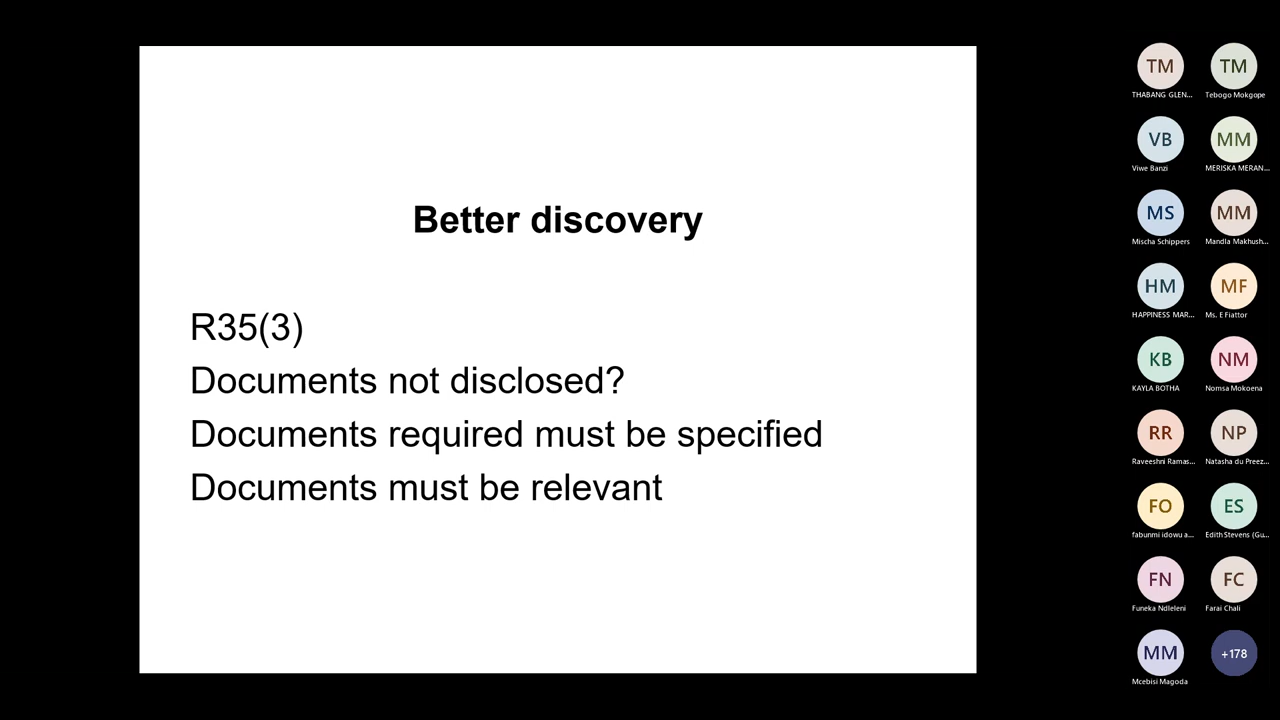 Better discovery
R35(3)
Documents not disclosed?
Documents required must be specified
Documents must be relevant
TM
THABANG GLEN...
TM
Tebogo Mokgope
VB
Viwe Banzi
MM
MERISKA MERAN...
MS
Mischa Schippers
MM
Mandla Makhush...
HM
HAPPINESS MAR...
MF
Ms. E Fiattor
KB
KAYLA BOTHA
NM
Nomsa Mokoena
RR
Raveeshni Ramas...
NP
Natasha du Preez...
FO
fabunmi idowu a...
ES
Edith Stevens (Gu...
FN
Funeka Ndleleni
FC
Farai Chali
MM
Mcebisi Magoda
+178